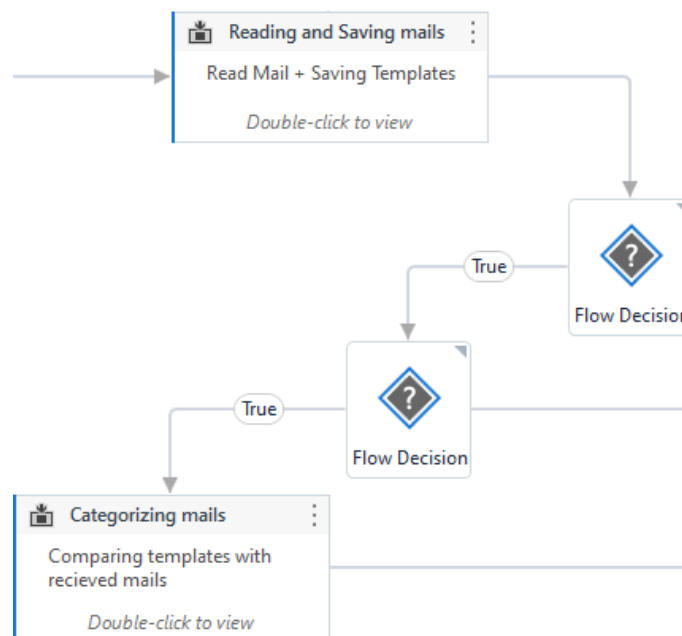 Reading and Saving mails
Read Mail + Saving Templates
Double-click to view
?
True
Flow Decision
?
True
Flow Decision
Categorizing mails
Comparing templates with
recieved mails
Double-click to view